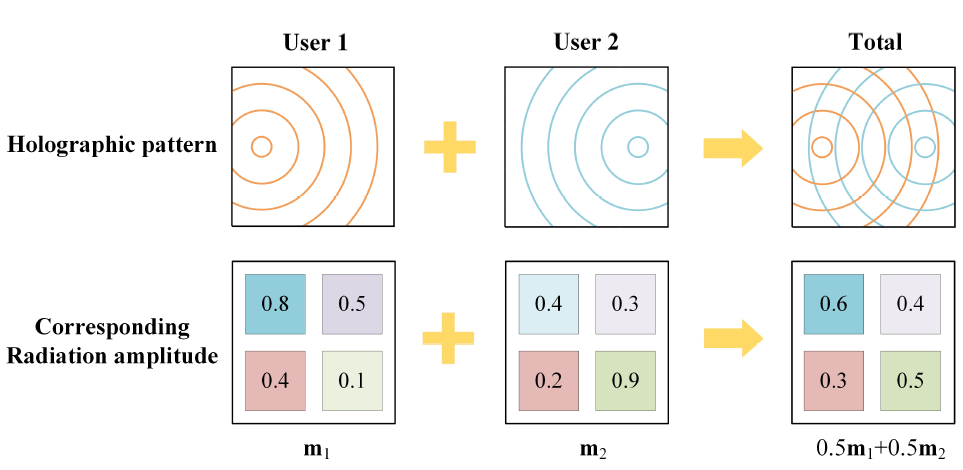 User 1
User 2
Total
Holographic pattern
Corresponding
Radiation amplitude
0.8 0.5
0.4 0.1
0.4 0.3
0.2 0.9
0.6 0.4
0.3 0.5
m₁
m₂
0.5m₁+0.5m₂